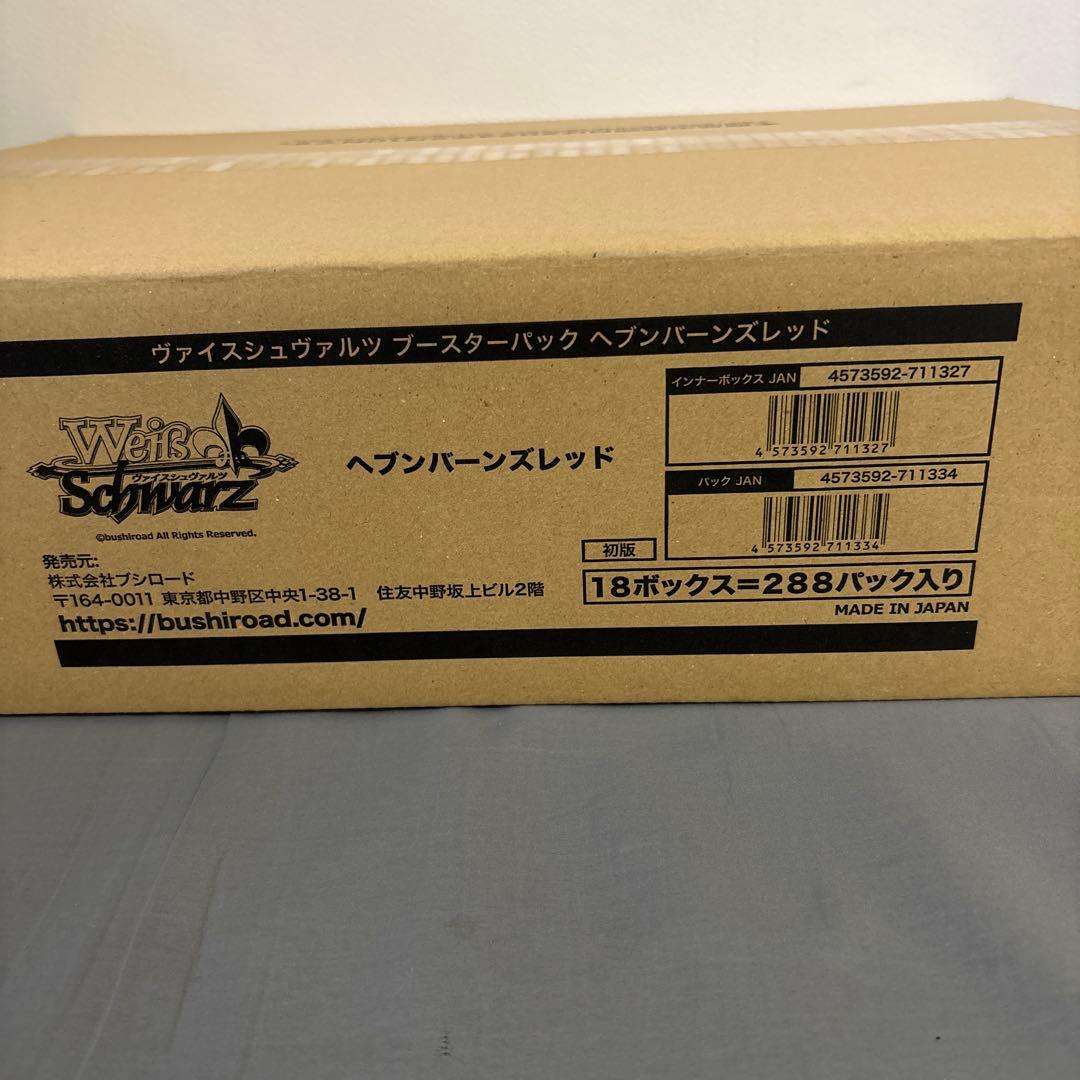 ヴァイスシュヴァルツ ブースターパック ヘブンバーンズレッド
Weiß
ヴァイスシュヴァルツ
Schwarz
©bushiroad All Rights Reserved.
ヘブンバーンズレッド
インナーボックス JAN 4573592-711327
4 573592 711327
パック JAN 4573592-711334
4 573592 711334
初版
18ボックス=288パック入り
MADE IN JAPAN
発売元:
株式会社ブシロード
〒164-0011 東京都中野区中央1-38-1 住友中野坂上ビル2階
https://bushiroad.com/